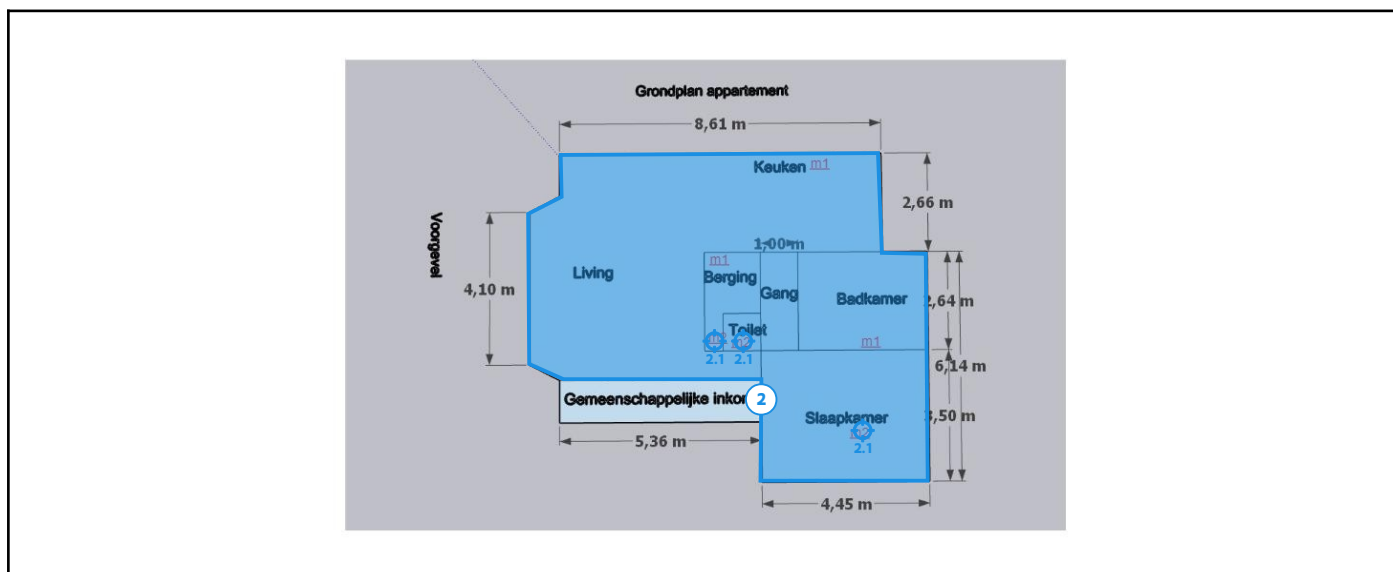 Grondplan appartement
8,61 m
Keuken m1
2,66 m
Voorgevel
1,00 m
m1
Living
Berging
4,10 m
Gang
Badkamer
2,64 m
Toilet
m2
m1
2.1
2.1
6,14 m
Gemeenschappelijke
2
3,50 m
Slaapkamer
m2
5,36 m
2.1
4,45 m